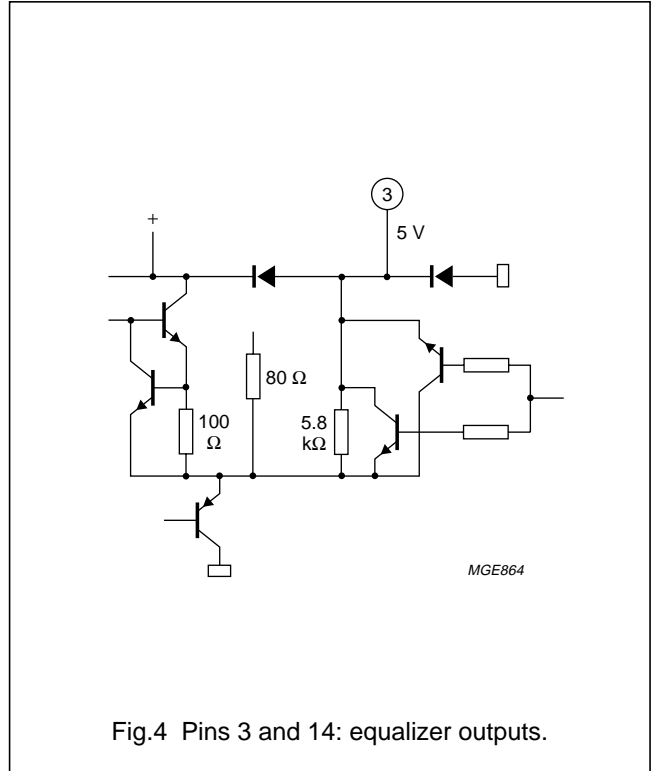 3
+
5 V
80 Ω
100
Ω
5.8
kΩ
MGE864
Fig.4 Pins 3 and 14: equalizer outputs.